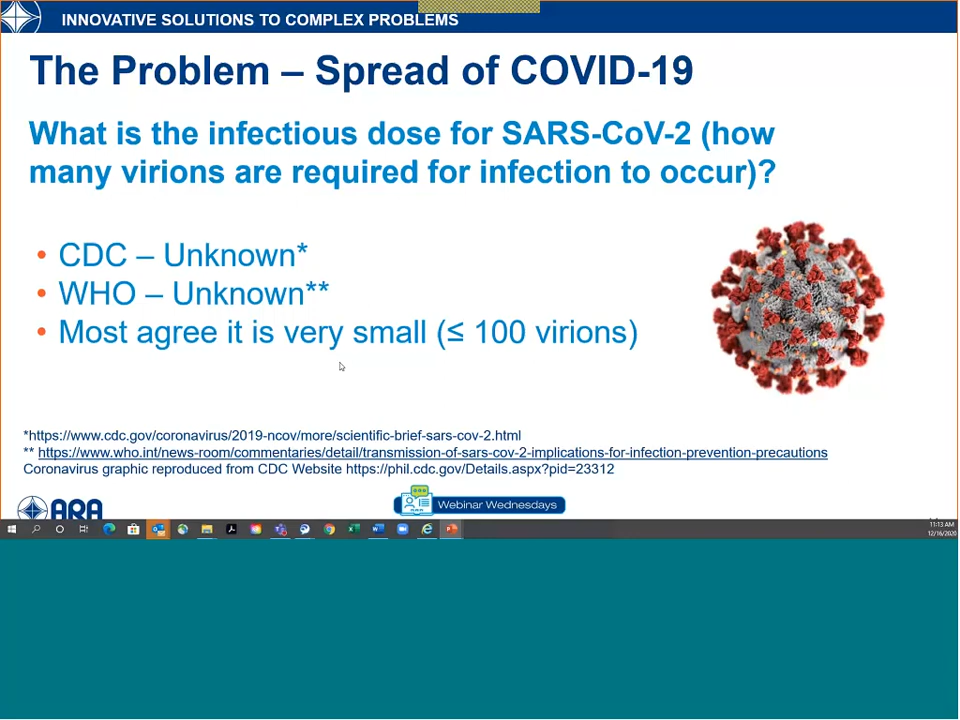 INNOVATIVE SOLUTIONS TO COMPLEX PROBLEMS
The Problem – Spread of COVID-19
What is the infectious dose for SARS-CoV-2 (how
many virions are required for infection to occur)?
• CDC – Unknown*
• WHO – Unknown**
• Most agree it is very small (≤ 100 virions)
*https://www.cdc.gov/coronavirus/2019-ncov/more/scientific-brief-sars-cov-2.html
** https://www.who.int/news-room/commentaries/detail/transmission-of-sars-cov-2-implications-for-infection-prevention-precautions
Coronavirus graphic reproduced from CDC Website https://phil.cdc.gov/Details.aspx?pid=23312
ARA
Webinar Wednesdays
11:13 AM
12/16/2020